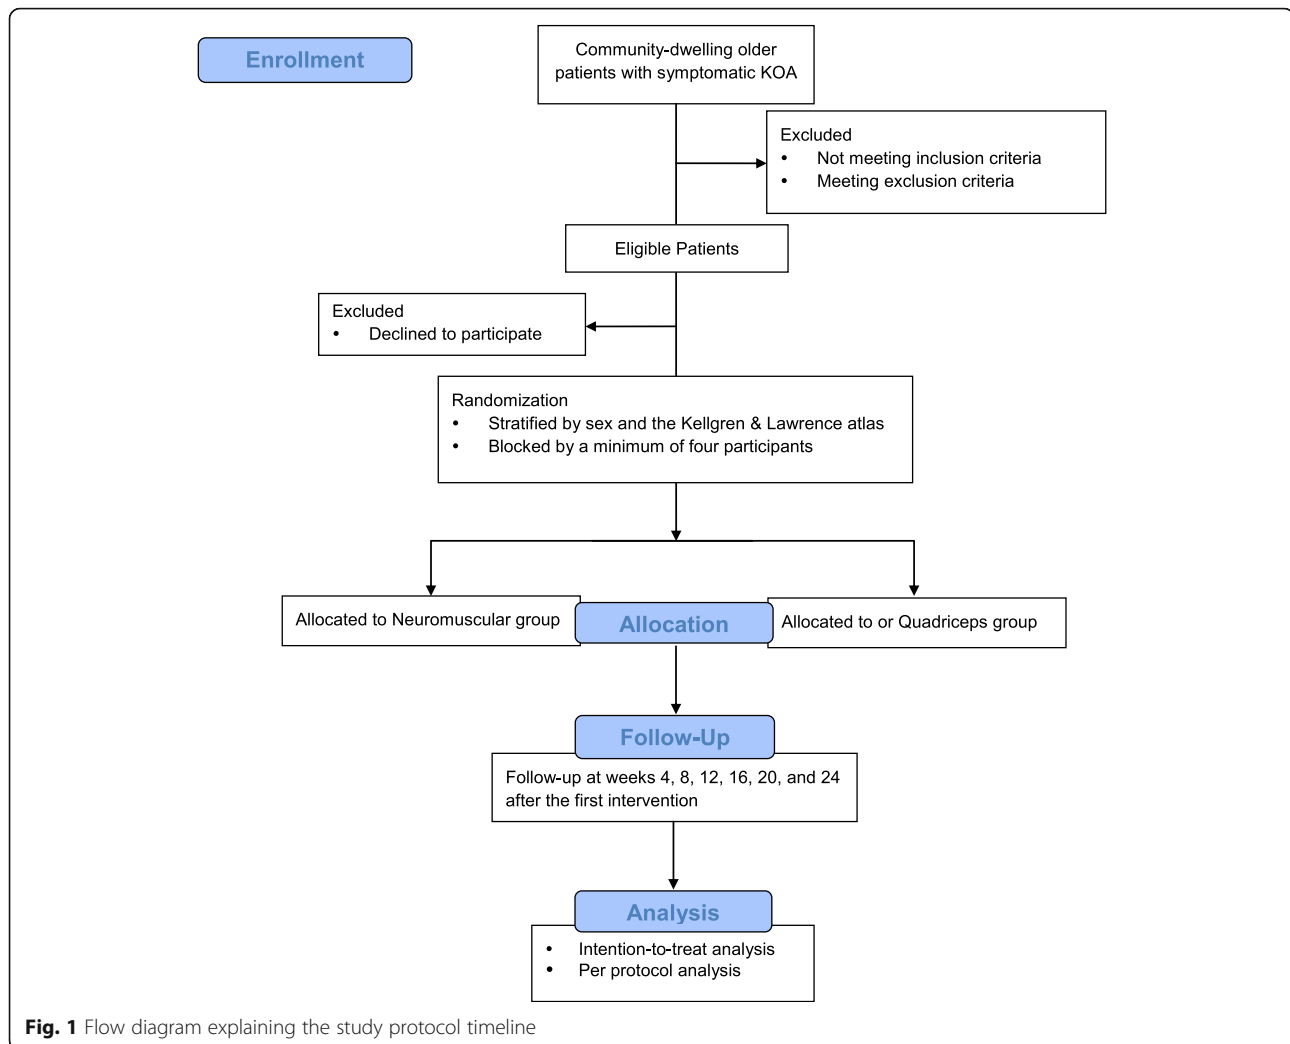 Enrollment
Community-dwelling older
patients with symptomatic KOA
Excluded
• Not meeting inclusion criteria
• Meeting exclusion criteria
Eligible Patients
Excluded
• Declined to participate
Randomization
• Stratified by sex and the Kellgren & Lawrence atlas
• Blocked by a minimum of four participants
Allocated to Neuromuscular group
Allocation
Allocated to or Quadriceps group
Follow-Up
Follow-up at weeks 4, 8, 12, 16, 20, and 24
after the first intervention
Analysis
• Intention-to-treat analysis
• Per protocol analysis
Fig. 1 Flow diagram explaining the study protocol timeline